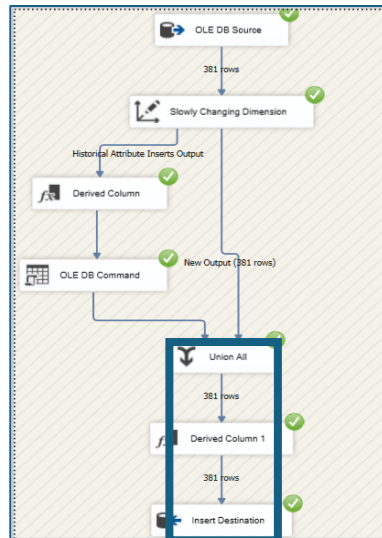 OLE DB Source
381 rows
Slowly Changing Dimension
Historical Attribute Inserts Output
fx Derived Column
OLE DB Command
New Output (381 rows)
Union All
381 rows
Derived Column 1
381 rows
Insert Destination